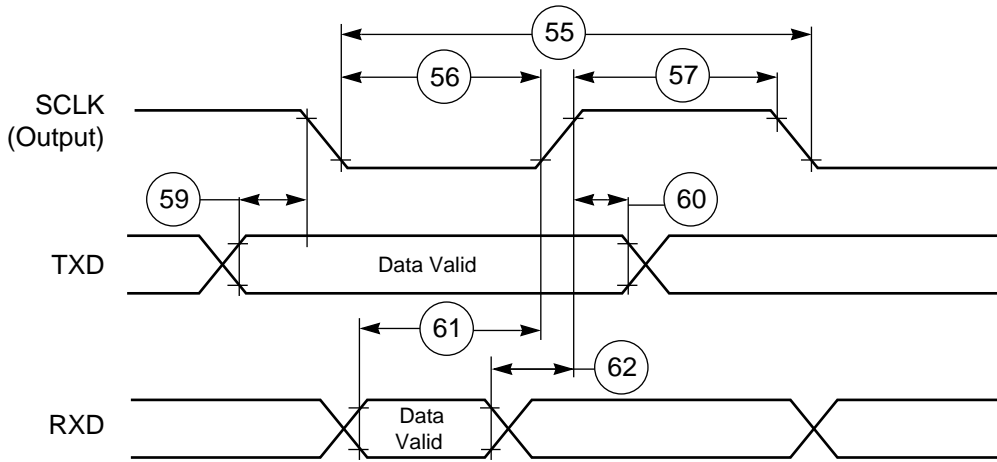 55
56
57
SCLK
(Output)
59
60
TXD
Data Valid
61
62
RXD
Data
Valid